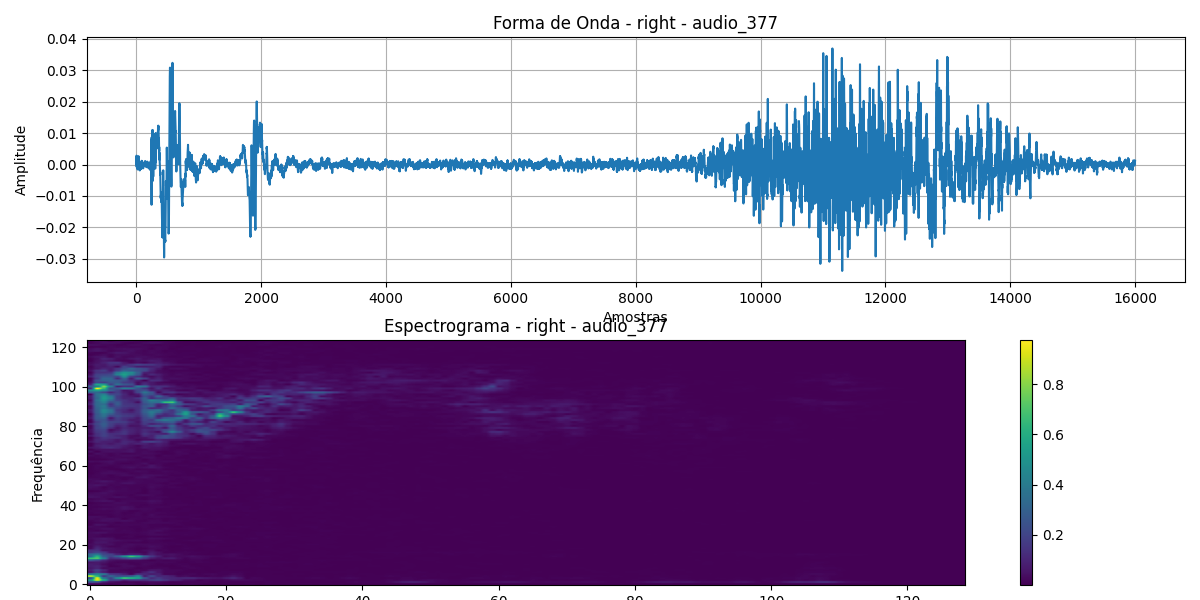 Forma de Onda - right - audio_377
0.04
0.03
0.02
0.01
0.00
−0.01
−0.02
−0.03
Amplitude
0 2000 4000 6000 8000 10000 12000 14000 16000
Amostras
Espectrograma - right - audio_377
120
100
80
60
40
20
0
Frequência
0 20 40 60 80 100 120
0.8
0.6
0.4
0.2